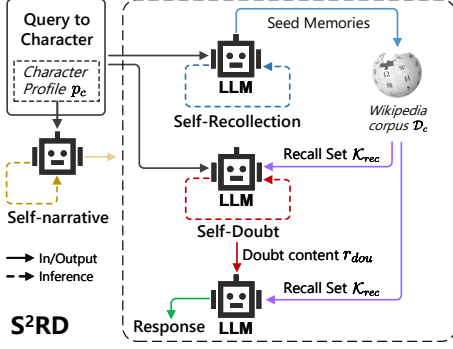 Query to
Character
Character
Profile p_c
Self-narrative
In/Output
Inference
S²RD
Seed Memories
LLM
Self-Recollection
Wikipedia
corpus 𝒟_c
Recall Set 𝒦_rec
LLM
Self-Doubt
Doubt content r_dou
Recall Set 𝒦_rec
LLM
Response